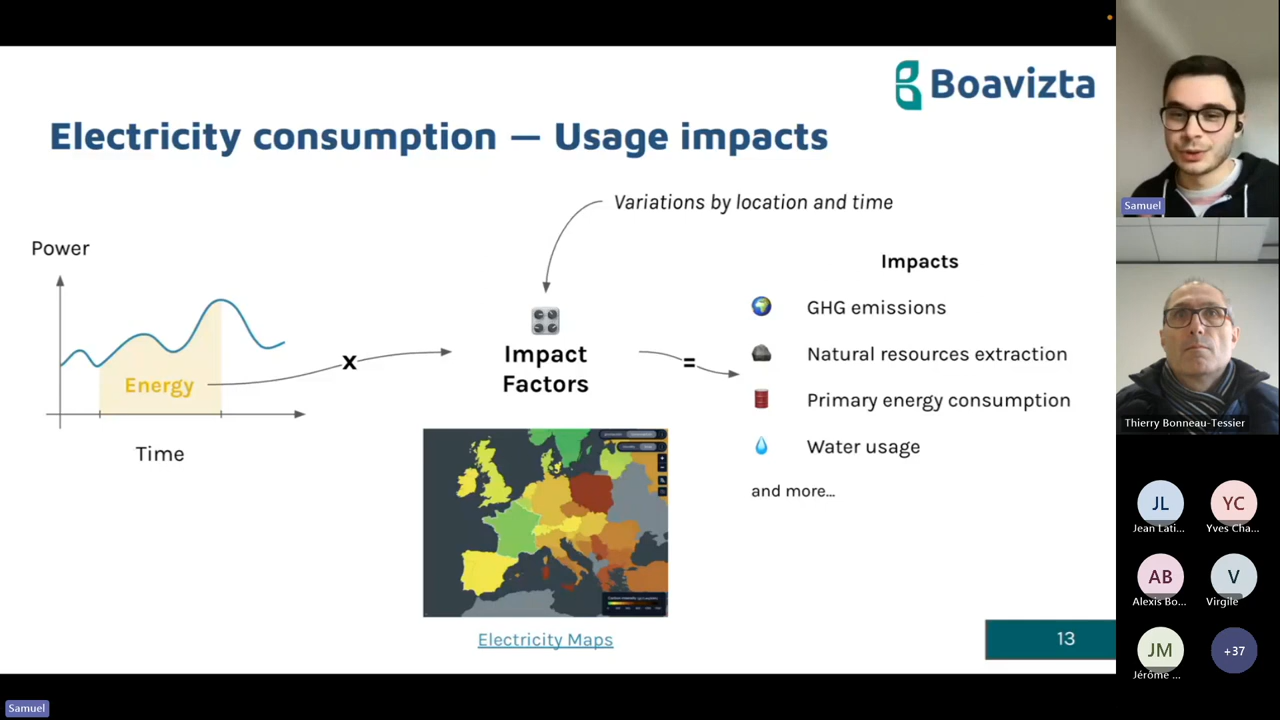 Boavizta
Electricity consumption — Usage impacts
Variations by location and time
Power
Energy
Time
x
Impact
Factors
=
Impacts
GHG emissions
Natural resources extraction
Primary energy consumption
Water usage
and more...
Electricity Maps
13
Samuel
Thierry Bonneau-Tessier
JL
Jean Lati...
YC
Yves Cha...
AB
Alexis Bo...
V
Virgile
JM
Jérôme ...
+37
Samuel